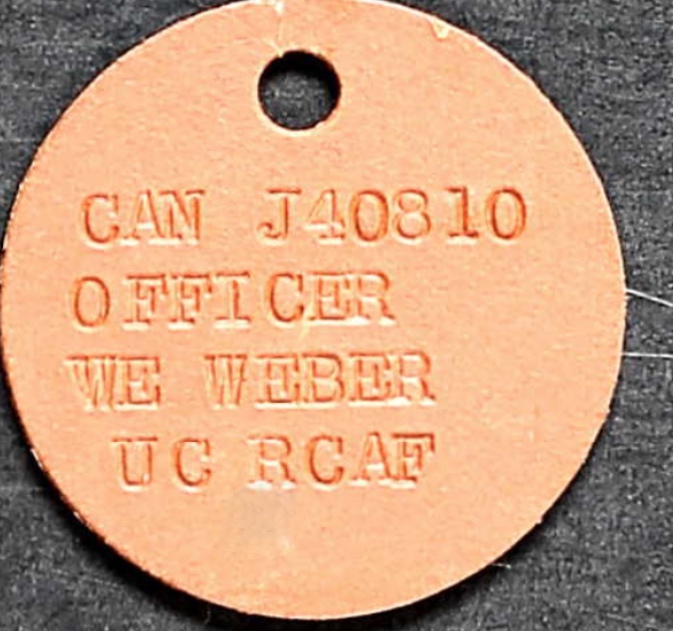 CAN J40810
OFFICER
WE WEBER
UC RCAF